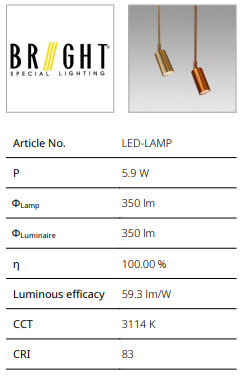 BRIGHT®
SPECIAL LIGHTING
Article No. LED-LAMP
P 5.9 W
ΦLamp 350 lm
ΦLuminaire 350 lm
η 100.00 %
Luminous efficacy 59.3 lm/W
CCT 3114 K
CRI 83